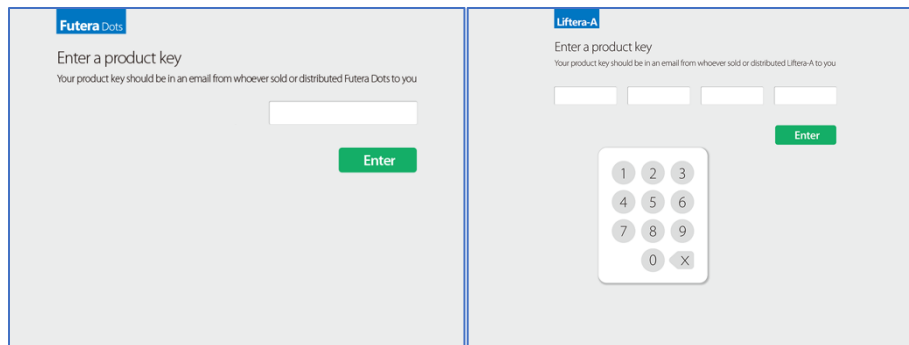 Futera Dots
Enter a product key
Your product key should be in an email from whoever sold or distributed Futera Dots to you
Enter
Liftera-A
Enter a product key
Your product key should be in an email from whoever sold or distributed Liftera-A to you
Enter
1 2 3
4 5 6
7 8 9
0 X